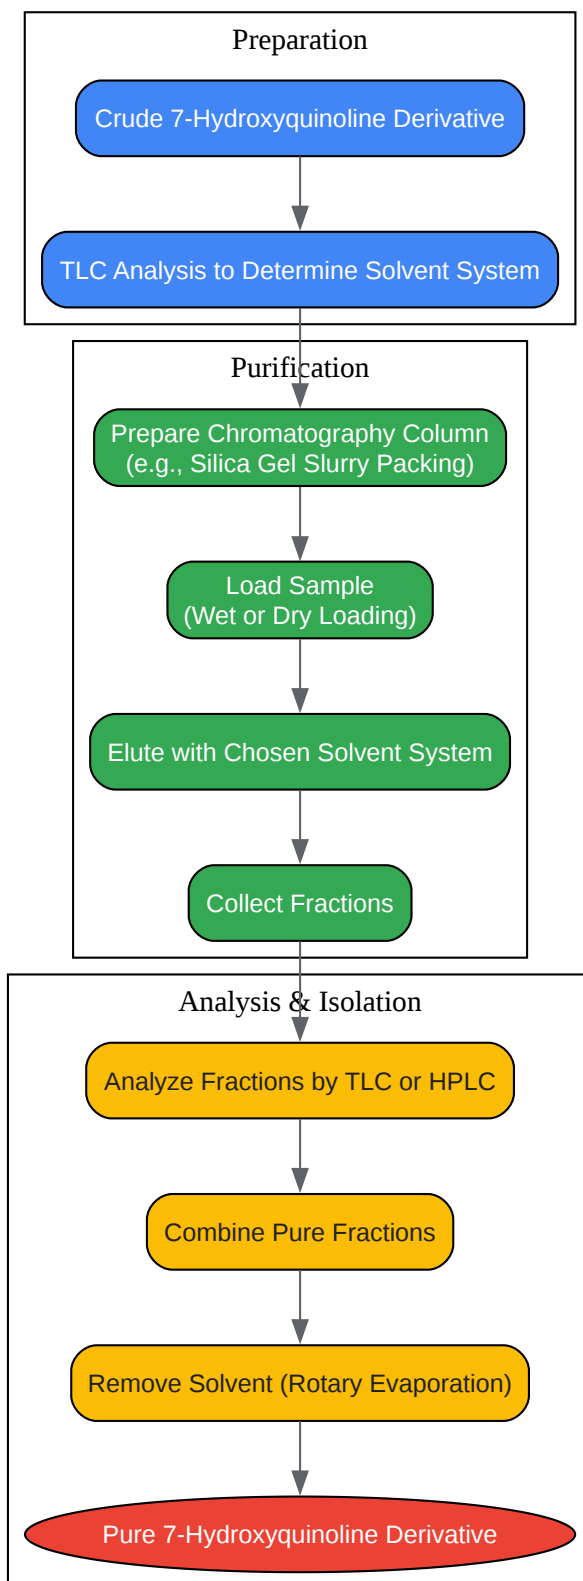 Preparation
Crude 7-Hydroxyquinoline Derivative
TLC Analysis to Determine Solvent System
Purification
Prepare Chromatography Column
(e.g., Silica Gel Slurry Packing)
Load Sample
(Wet or Dry Loading)
Elute with Chosen Solvent System
Collect Fractions
Analysis & Isolation
Analyze Fractions by TLC or HPLC
Combine Pure Fractions
Remove Solvent (Rotary Evaporation)
Pure 7-Hydroxyquinoline Derivative